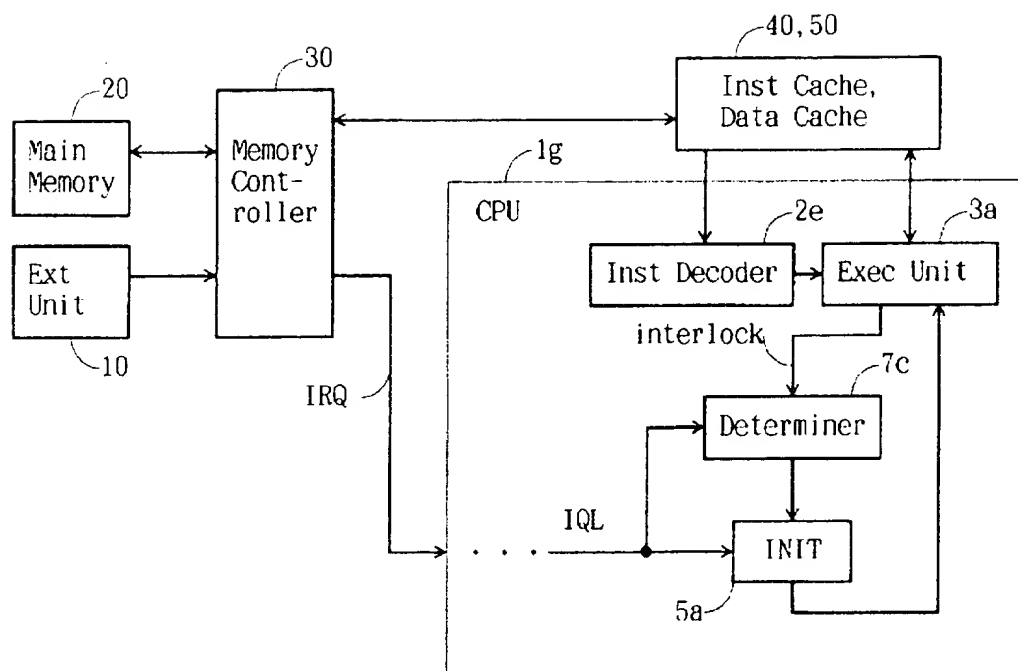 40,50
30
Inst Cache,
Data Cache
20
Main
Memory
Memory
Cont-
roller
1g
CPU
2e
3a
Ext
Unit
Inst Decoder
Exec Unit
10
interlock
7c
IRQ
Determiner
IQL
INIT
5a